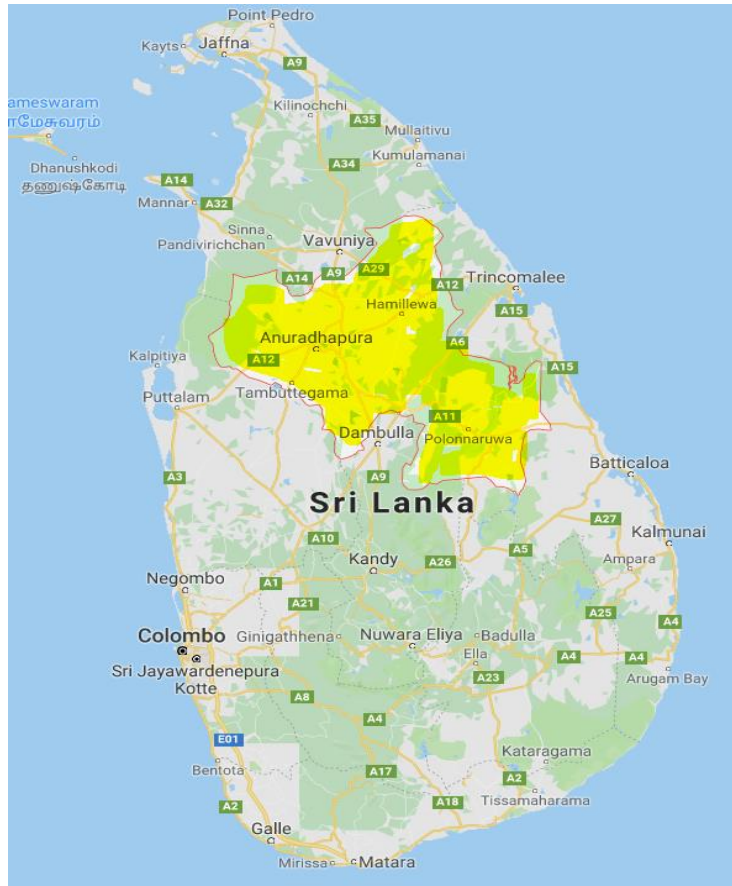 Point Pedro
Kayts
Jaffna
A9
ameswaram
ாமேசுவரம்
Kilinochchi
A35
Mullaitivu
Kumulamanai
A34
Dhanushkodi
தனுஷ்கோடி
A14
Mannar
A32
Sinna
Pandivirichchan
Vavuniya
A14
A9
A29
A12
Trincomalee
Hamillewa
A15
Anuradhapura
A6
Kalpitiya
A12
A15
Puttalam
Tambuttegama
A11
Dambulla
Polonnaruwa
A3
A9
Batticaloa
Sri Lanka
A27
Kalmunai
A10
A5
Kandy
A26
Ampara
Negombo
A1
A21
A25
Colombo
Ginigathhena
Nuwara Eliya
Badulla
A4
Sri Jayawardenepura
Kotte
Ella
A4
A4
A23
Arugam Bay
A8
A4
E01
Kataragama
Bentota
A17
A2
Tissamaharama
A2
A18
Galle
Mirissa
Matara